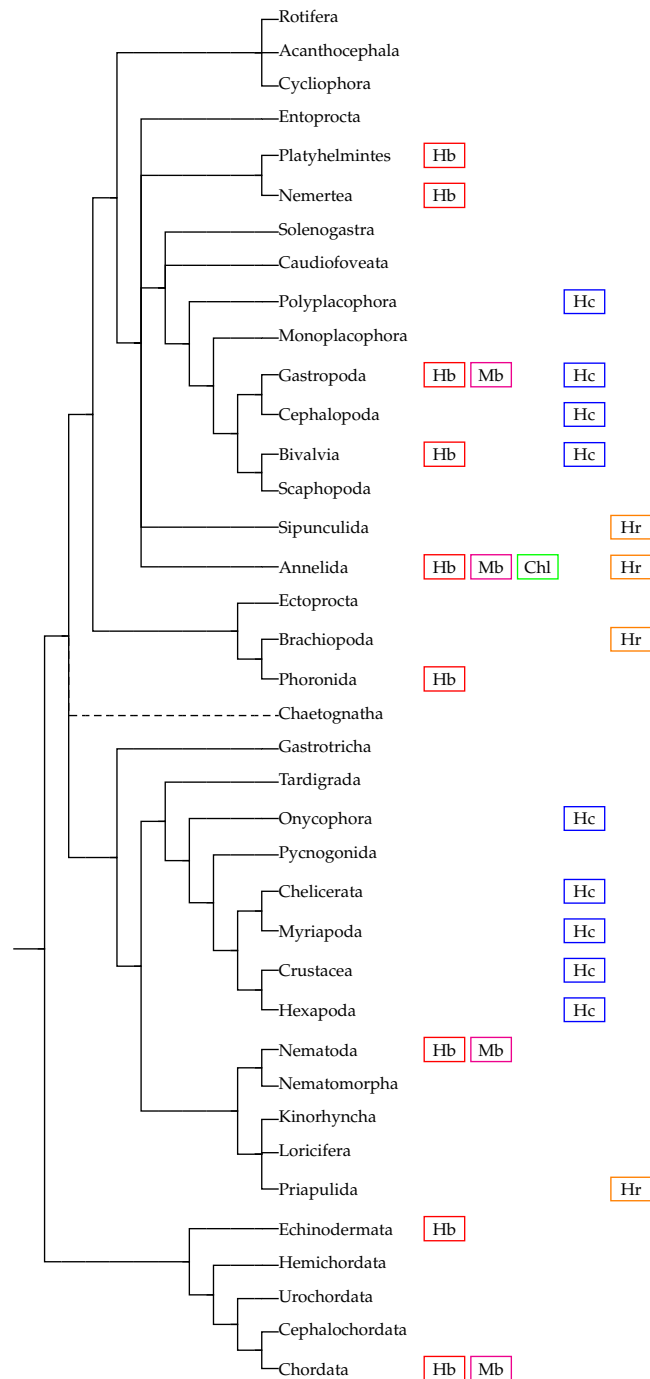 Rotifera
Acanthocephala
Cycliophora
Entoprocta
Platyhelmintes Hb
Nemertea Hb
Solenogastra
Caudiofoveata
Polyplacophora Hc
Monoplacophora
Gastropoda Hb Mb Hc
Cephalopoda Hc
Bivalvia Hb Hc
Scaphopoda
Sipunculida Hr
Annelida Hb Mb Chl Hr
Ectoprocta
Brachiopoda Hr
Phoronida Hb
Chaetognatha
Gastrotricha
Tardigrada
Onycophora Hc
Pycnogonida
Chelicerata Hc
Myriapoda Hc
Crustacea Hc
Hexapoda Hc
Nematoda Hb Mb
Nematomorpha
Kinorhyncha
Loricifera
Priapulida Hr
Echinodermata Hb
Hemichordata
Urochordata
Cephalochordata
Chordata Hb Mb